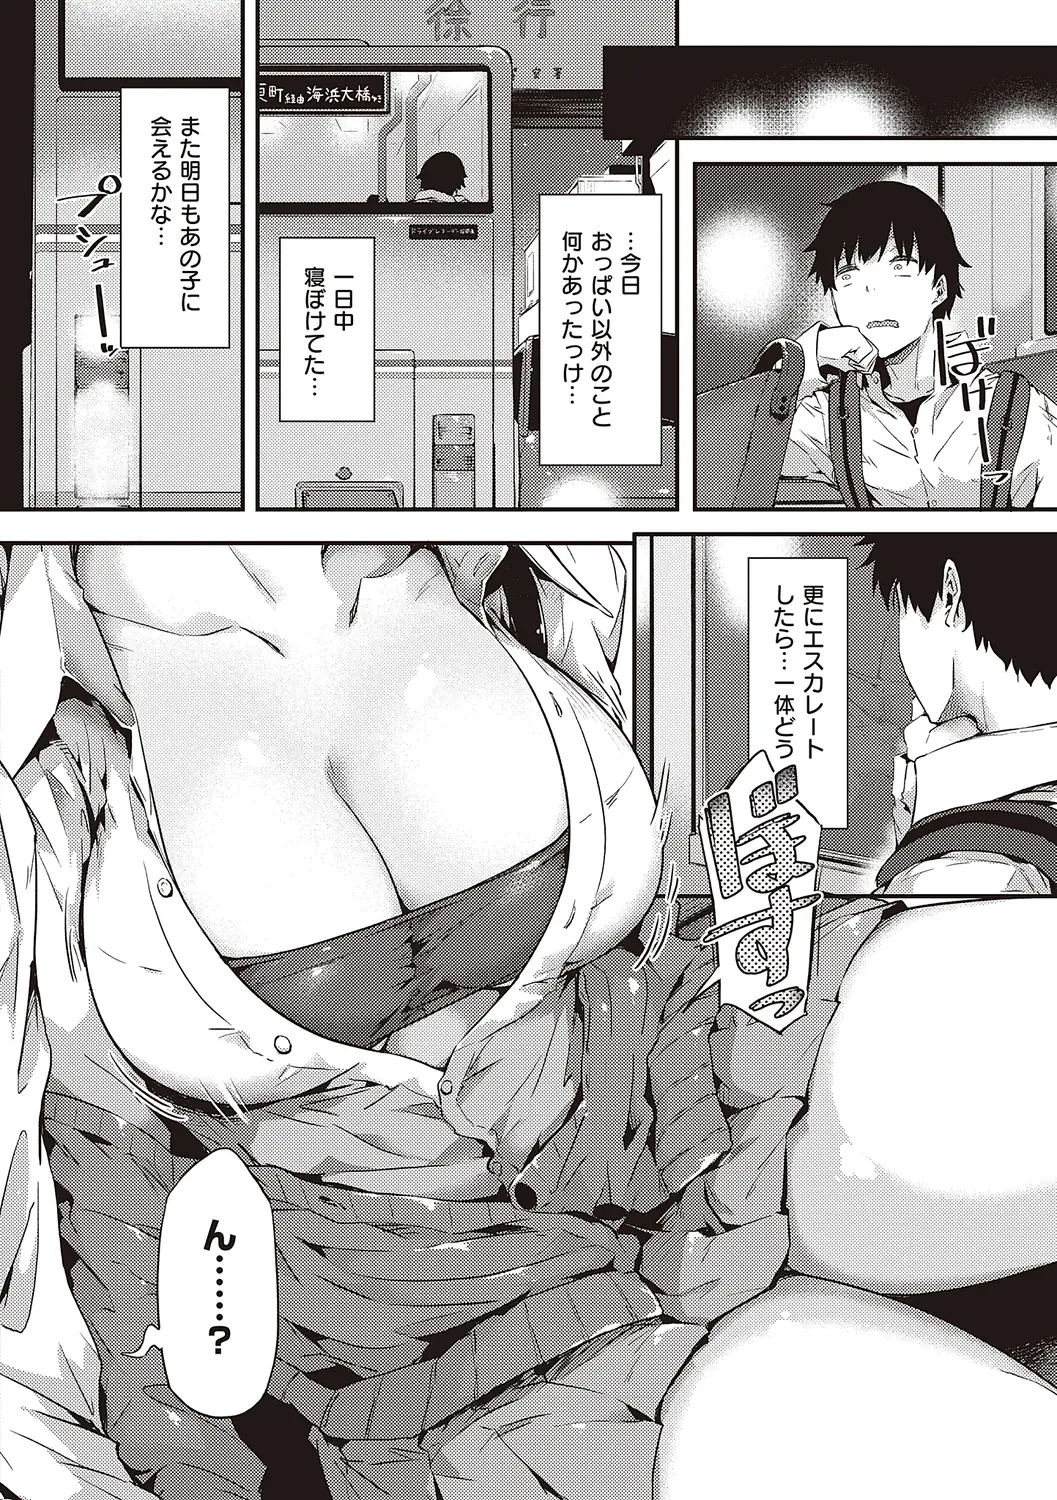 徐行
ぼげーっ
…今日
おっぱい以外のこと
何かあったっけ…
町経由海浜大橋
一日中
寝ぼけてた…
また明日もあの子に
会えるかな…
プシューー
更にエスカレート
したら…一体どう
ぼすっ
ん………?